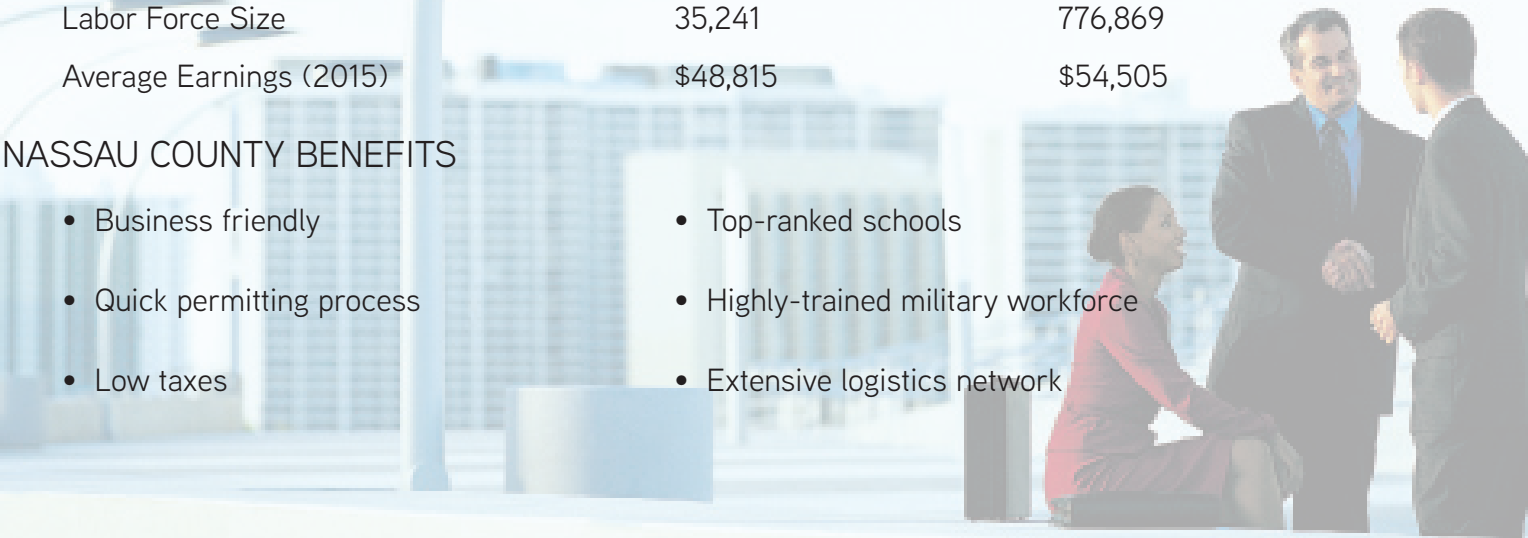 Labor Force Size 35,241 776,869
Average Earnings (2015) $48,815 $54,505
NASSAU COUNTY BENEFITS
• Business friendly • Top-ranked schools
• Quick permitting process • Highly-trained military workforce
• Low taxes • Extensive logistics network